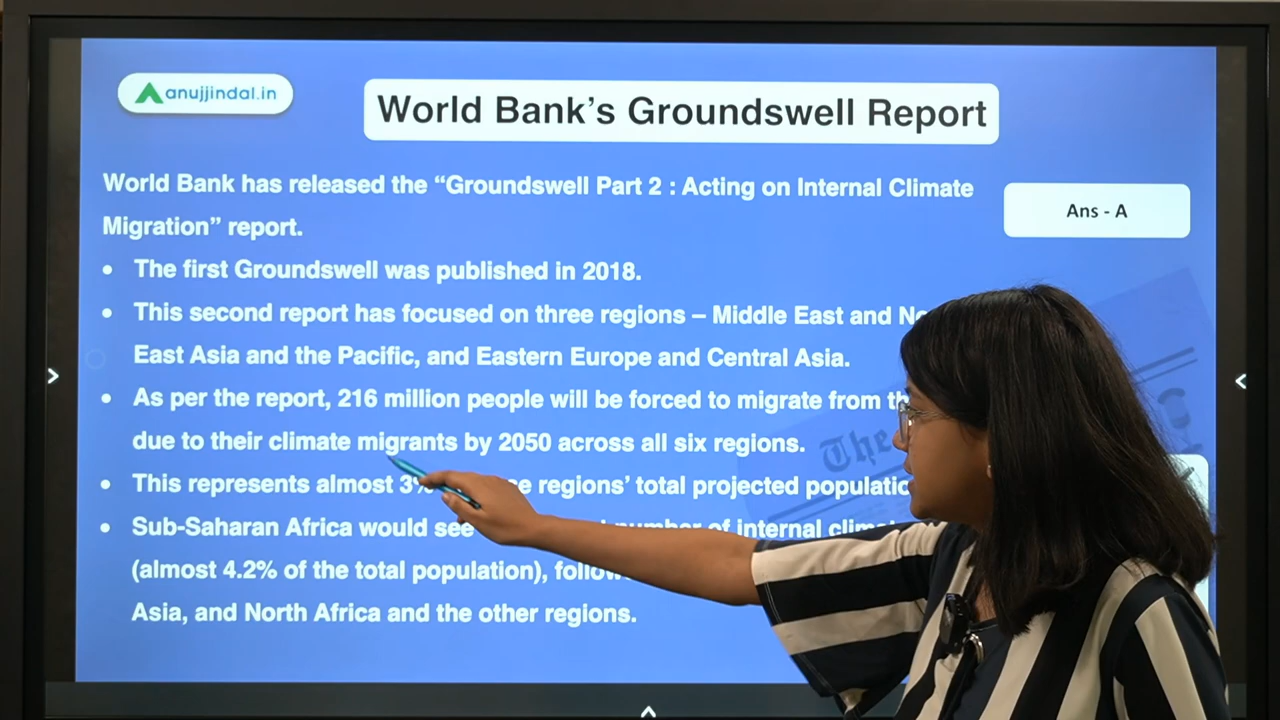 anujjindal.in
World Bank's Groundswell Report
World Bank has released the “Groundswell Part 2 : Acting on Internal Climate
Migration” report.
Ans - A
• The first Groundswell was published in 2018.
• This second report has focused on three regions – Middle East and
East Asia and the Pacific, and Eastern Europe and Central Asia.
• As per the report, 216 million people will be forced to migrate from
due to their climate migrants by 2050 across all six regions.
• This represents almost 3% regions' total projected
• Sub-Saharan Africa would see number of internal
(almost 4.2% of the total population),
Asia, and North Africa and the other regions.
The